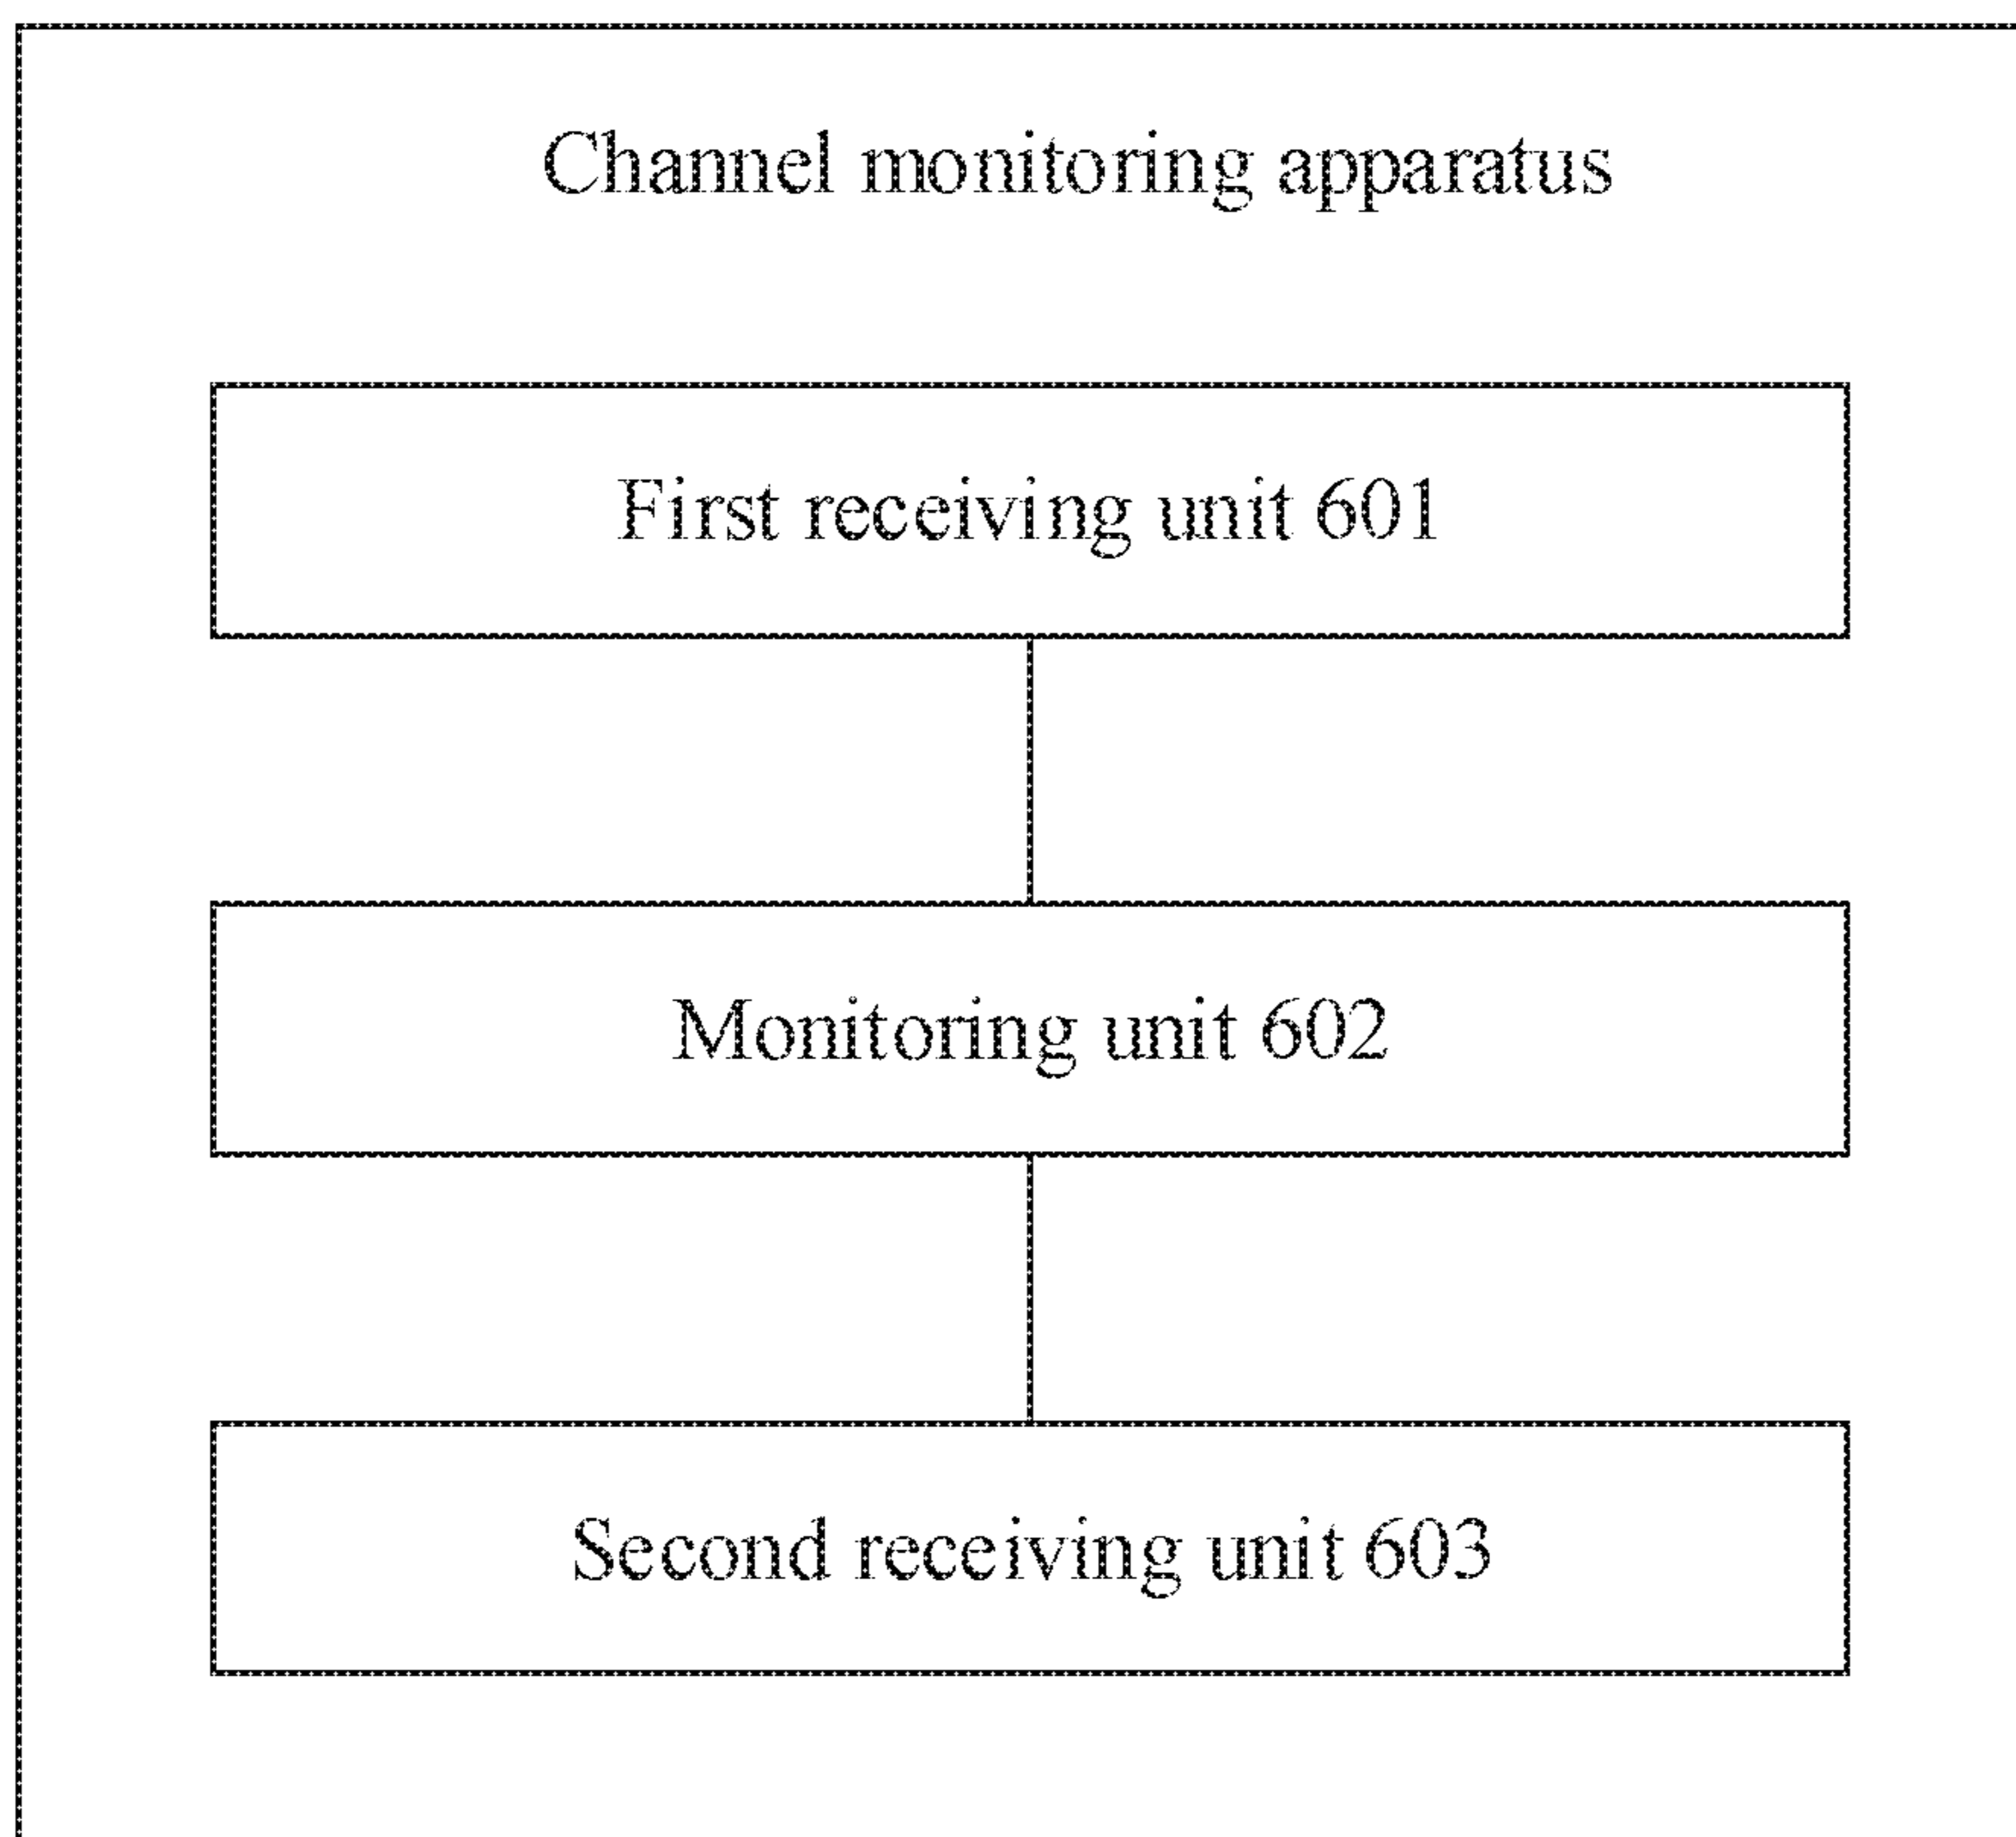 Channel monitoring apparatus
First receiving unit 601
Monitoring unit 602
Second receiving unit 603